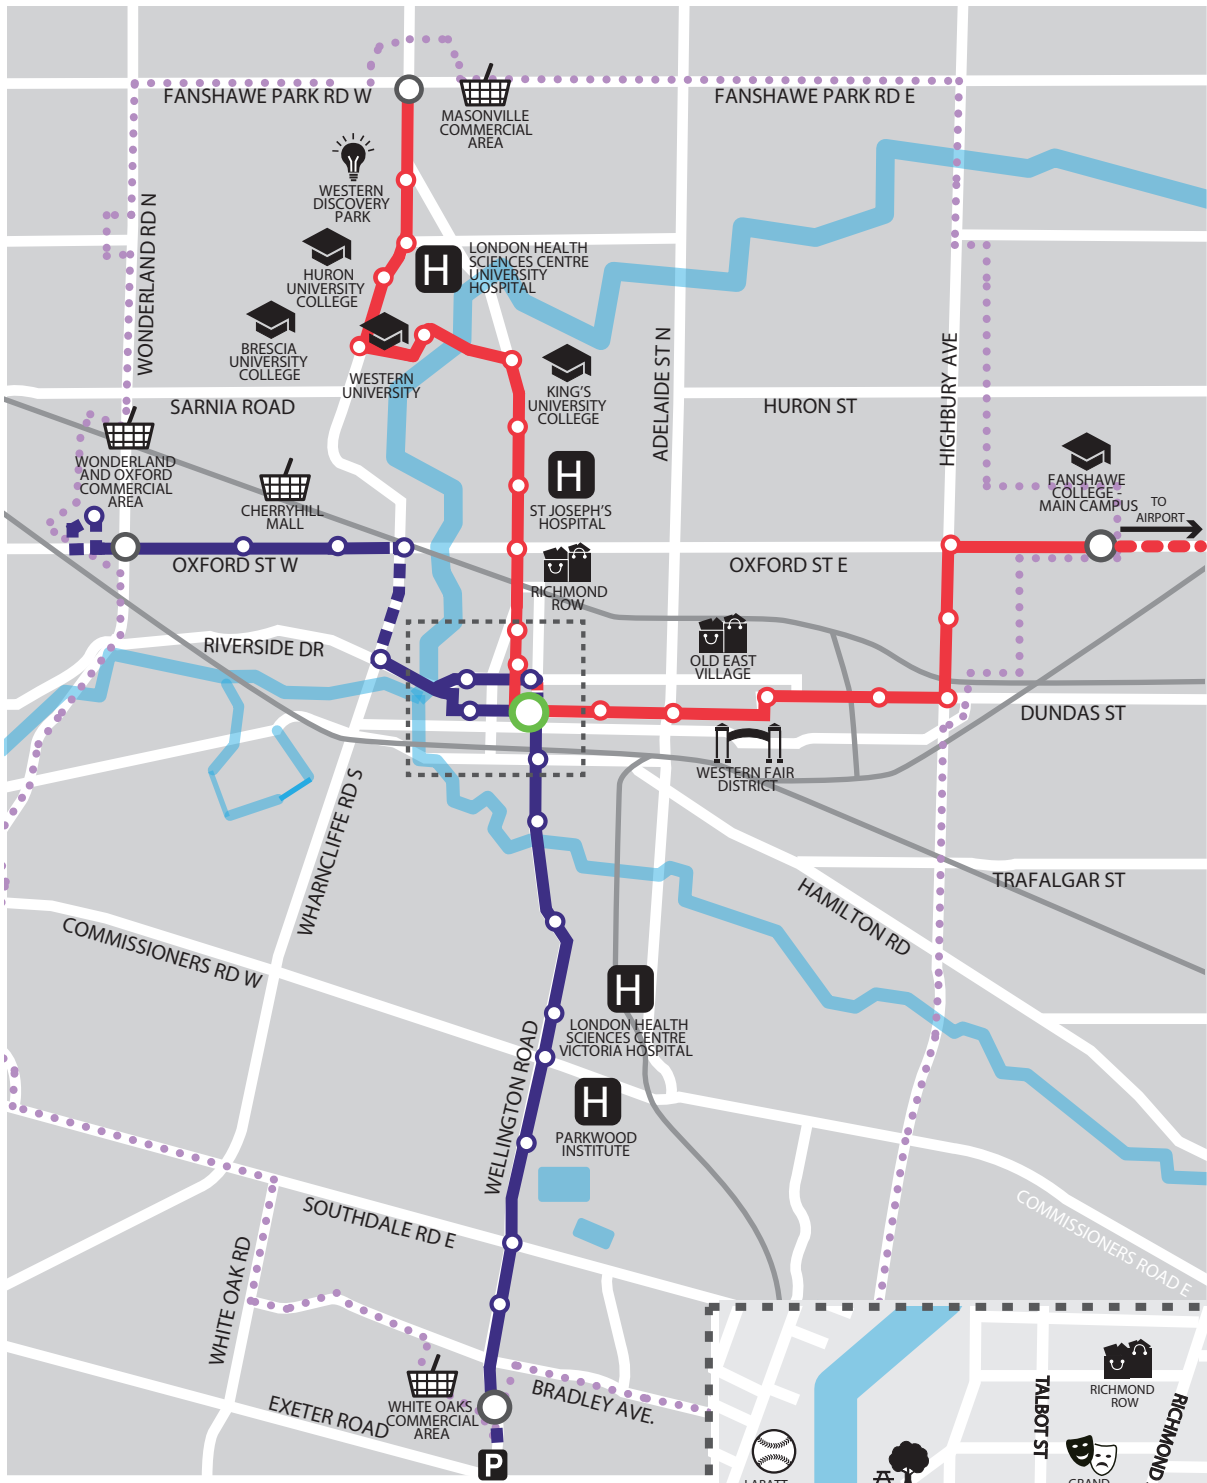 FANSHAWE PARK RD W
FANSHAWE PARK RD E
MASONVILLE
COMMERCIAL
AREA
WESTERN
DISCOVERY
PARK
WONDERLAND RD N
HURON
UNIVERSITY
COLLEGE
H
LONDON HEALTH
SCIENCES CENTRE
UNIVERSITY
HOSPITAL
BRESCIA
UNIVERSITY
COLLEGE
WESTERN
UNIVERSITY
KING'S
UNIVERSITY
COLLEGE
ADELAIDE ST N
HIGHBURY AVE
SARNIA ROAD
HURON ST
WONDERLAND
AND OXFORD
COMMERCIAL
AREA
CHERRYHILL
MALL
H
ST JOSEPH'S
HOSPITAL
FANSHAWE
COLLEGE -
MAIN CAMPUS
TO
AIRPORT
OXFORD ST W
OXFORD ST E
RICHMOND
ROW
RIVERSIDE DR
OLD EAST
VILLAGE
DUNDAS ST
WESTERN FAIR
DISTRICT
WHARNCLIFFE RD S
TRAFALGAR ST
HAMILTON RD
COMMISSIONERS RD W
H
LONDON HEALTH
SCIENCES CENTRE
VICTORIA HOSPITAL
WELLINGTON ROAD
H
PARKWOOD
INSTITUTE
COMMISSIONERS ROAD E
SOUTHDALE RD E
WHITE OAK RD
WHITE OAKS
COMMERCIAL
AREA
BRADLEY AVE.
EXETER ROAD
P
TALBOT ST
RICHMOND
ROW
RICHMOND
LABATT
GRAND